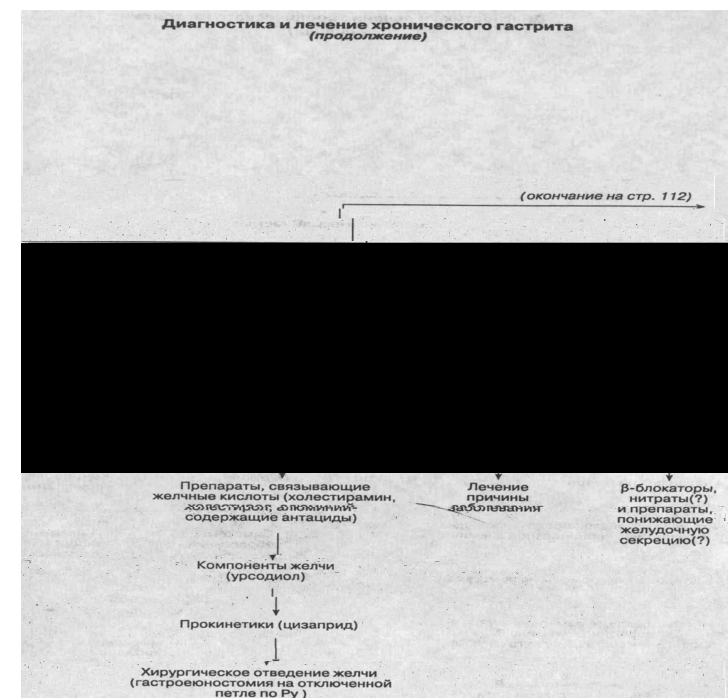 Диагностика и лечение хронического гастрита
(продолжение)
(окончание на стр. 112)
Препараты, связывающие
желчные кислоты (холестирамин,
содержащие антациды)
Компоненты желчи
(урсодиол)
Прокинетики (цизаприд)
Хирургическое отведение желчи
(гастроеюностомия на отключенной
петле по Ру)
Лечение
причины
β-блокаторы,
нитраты(?)
и препараты,
понижающие
желудочную
секрецию(?)